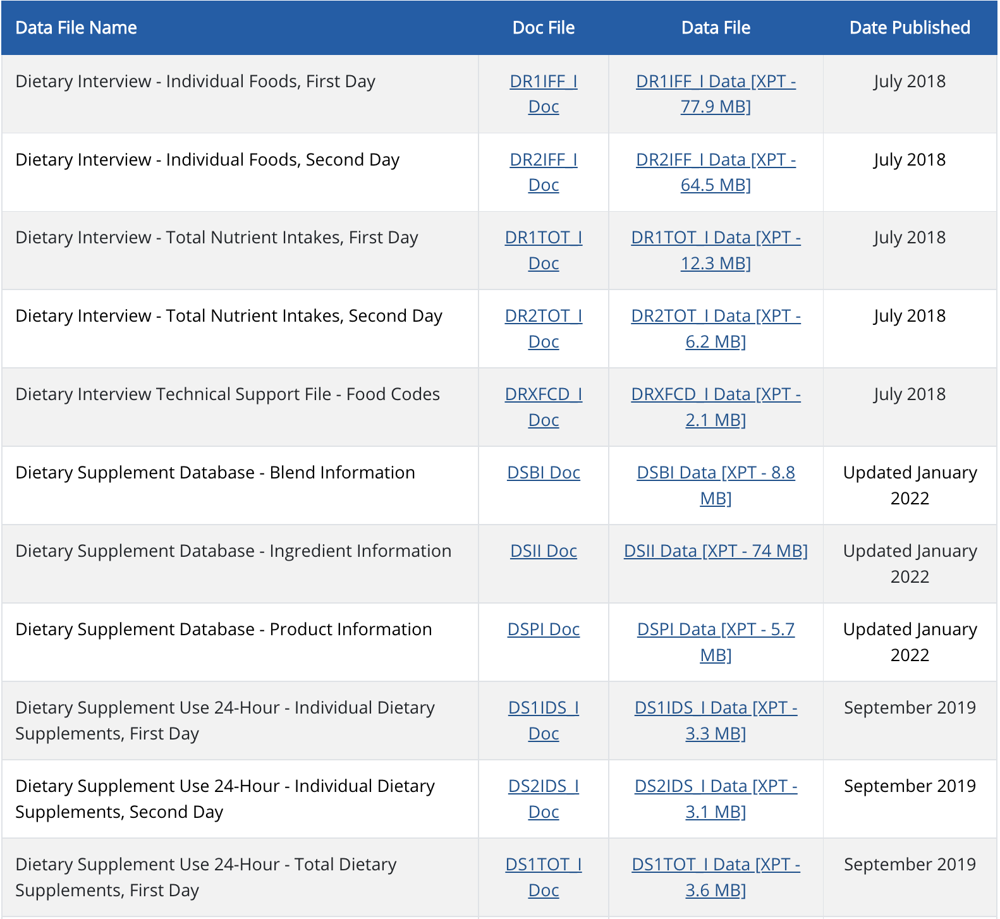 Data File Name Doc File Data File Date Published
Dietary Interview - Individual Foods, First Day DR1IFF_I DR1IFF_I Data [XPT - July 2018
Doc 77.9 MB]
Dietary Interview - Individual Foods, Second Day DR2IFF_I DR2IFF_I Data [XPT - July 2018
Doc 64.5 MB]
Dietary Interview - Total Nutrient Intakes, First Day DR1TOT_I DR1TOT_I Data [XPT - July 2018
Doc 12.3 MB]
Dietary Interview - Total Nutrient Intakes, Second Day DR2TOT_I DR2TOT_I Data [XPT - July 2018
Doc 6.2 MB]
Dietary Interview Technical Support File - Food Codes DRXFCD_I DRXFCD_I Data [XPT - July 2018
Doc 2.1 MB]
Dietary Supplement Database - Blend Information DSBI Doc DSBI Data [XPT - 8.8 Updated January
MB] 2022
Dietary Supplement Database - Ingredient Information DSII Doc DSII Data [XPT - 74 MB] Updated January
2022
Dietary Supplement Database - Product Information DSPI Doc DSPI Data [XPT - 5.7 Updated January
MB] 2022
Dietary Supplement Use 24-Hour - Individual Dietary DS1IDS_I DS1IDS_I Data [XPT - September 2019
Supplements, First Day Doc 3.3 MB]
Dietary Supplement Use 24-Hour - Individual Dietary DS2IDS_I DS2IDS_I Data [XPT - September 2019
Supplements, Second Day Doc 3.1 MB]
Dietary Supplement Use 24-Hour - Total Dietary DS1TOT_I DS1TOT_I Data [XPT - September 2019
Supplements, First Day Doc 3.6 MB]